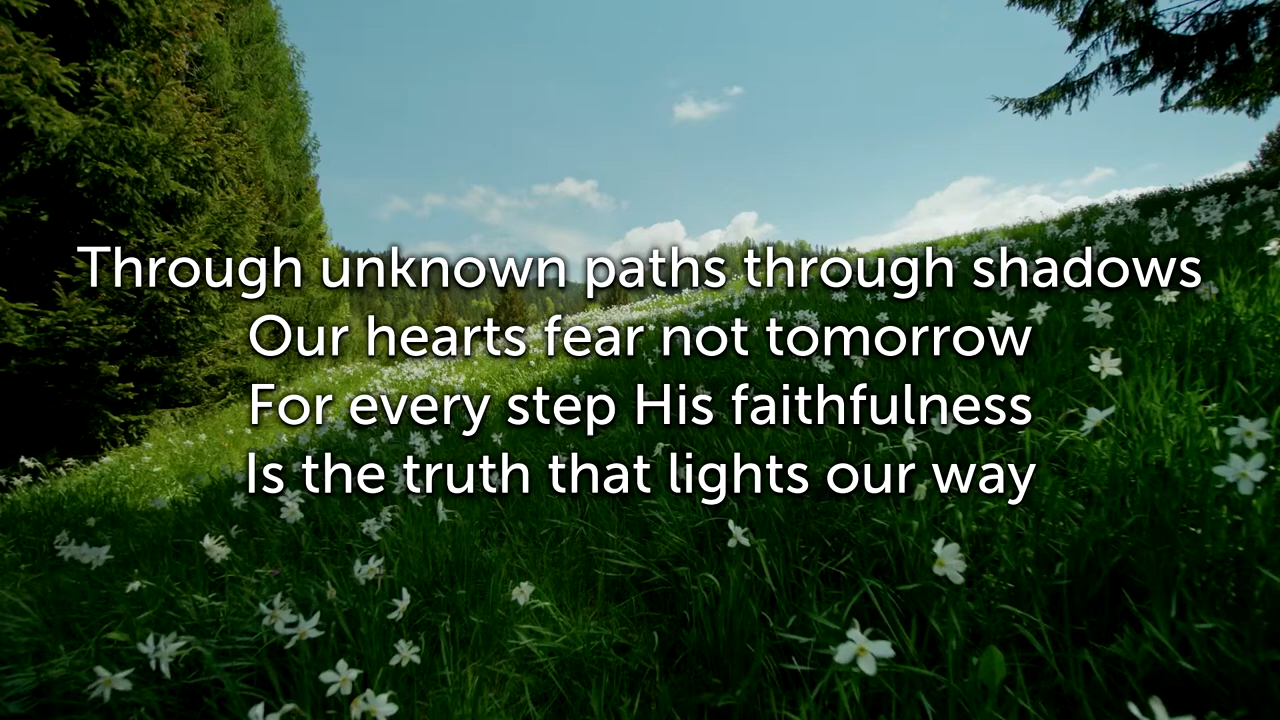 Through unknown paths through shadows
Our hearts fear not tomorrow
For every step His faithfulness
Is the truth that lights our way